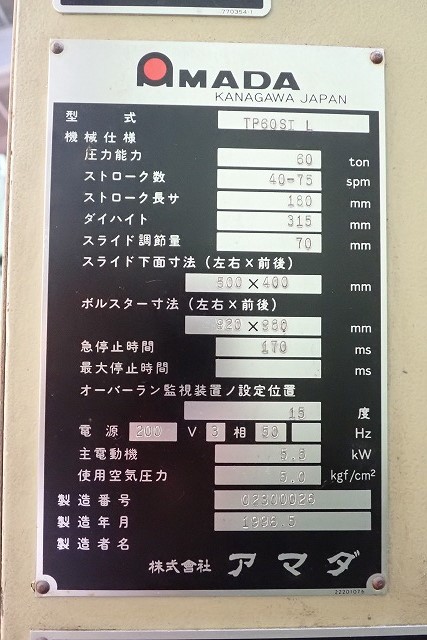 770354-1
AMADA
KANAGAWA JAPAN
型 式 TP60ST L
機械仕様
圧力能力 60 ton
ストローク数 40-75 spm
ストローク長サ 180 mm
ダイハイト 315 mm
スライド調節量 70 mm
スライド下面寸法（左右×前後）
500×400 mm
ボルスター寸法（左右×前後）
mm
急停止時間 170 ms
最大停止時間 ms
オーバーラン監視装置ノ設定位置
15 度
電源 200 V 3 相 50 Hz
主電動機 kW
使用空気圧力 5.0 kgf/cm²
製造番号 02300026
製造年月
製造者名
株式會社 アマダ
22201076